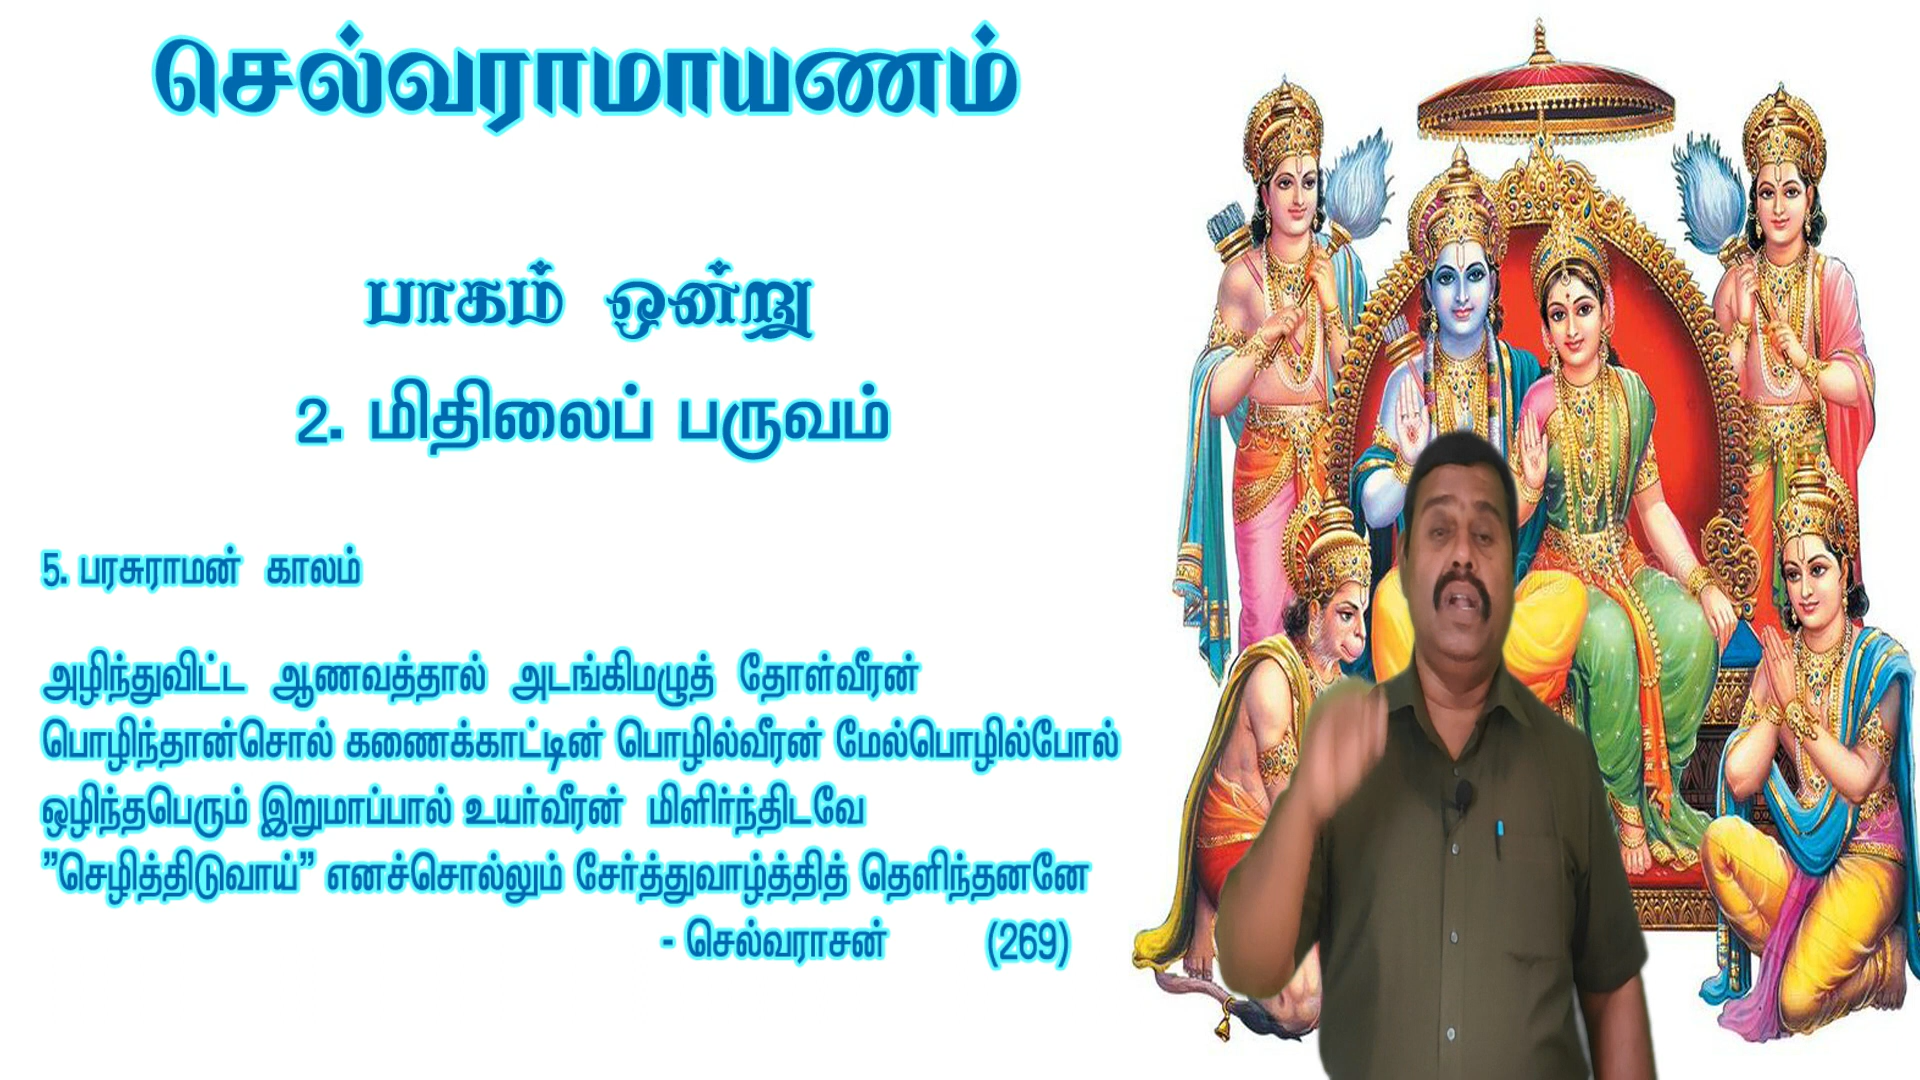 செல்வராமாயணம்
பாகம் ஒன்று
2. மிதிலைப் பருவம்
5. பரசுராமன் காலம்
அழிந்துவிட்ட ஆணவத்தால் அடங்கிமழுத் தோள்வீரன்
பொழிந்தான்சொல் கணைக்காட்டின் பொழில்வீரன் மேல்பொழில்போல்
ஒழிந்தபெரும் இறுமாப்பால் உயர்வீரன் மிளிர்ந்திடவே
”செழித்திடுவாய்” எனச்சொல்லும் சேர்த்துவாழ்த்தித் தெளிந்தனனே
- செல்வராசன் (269)